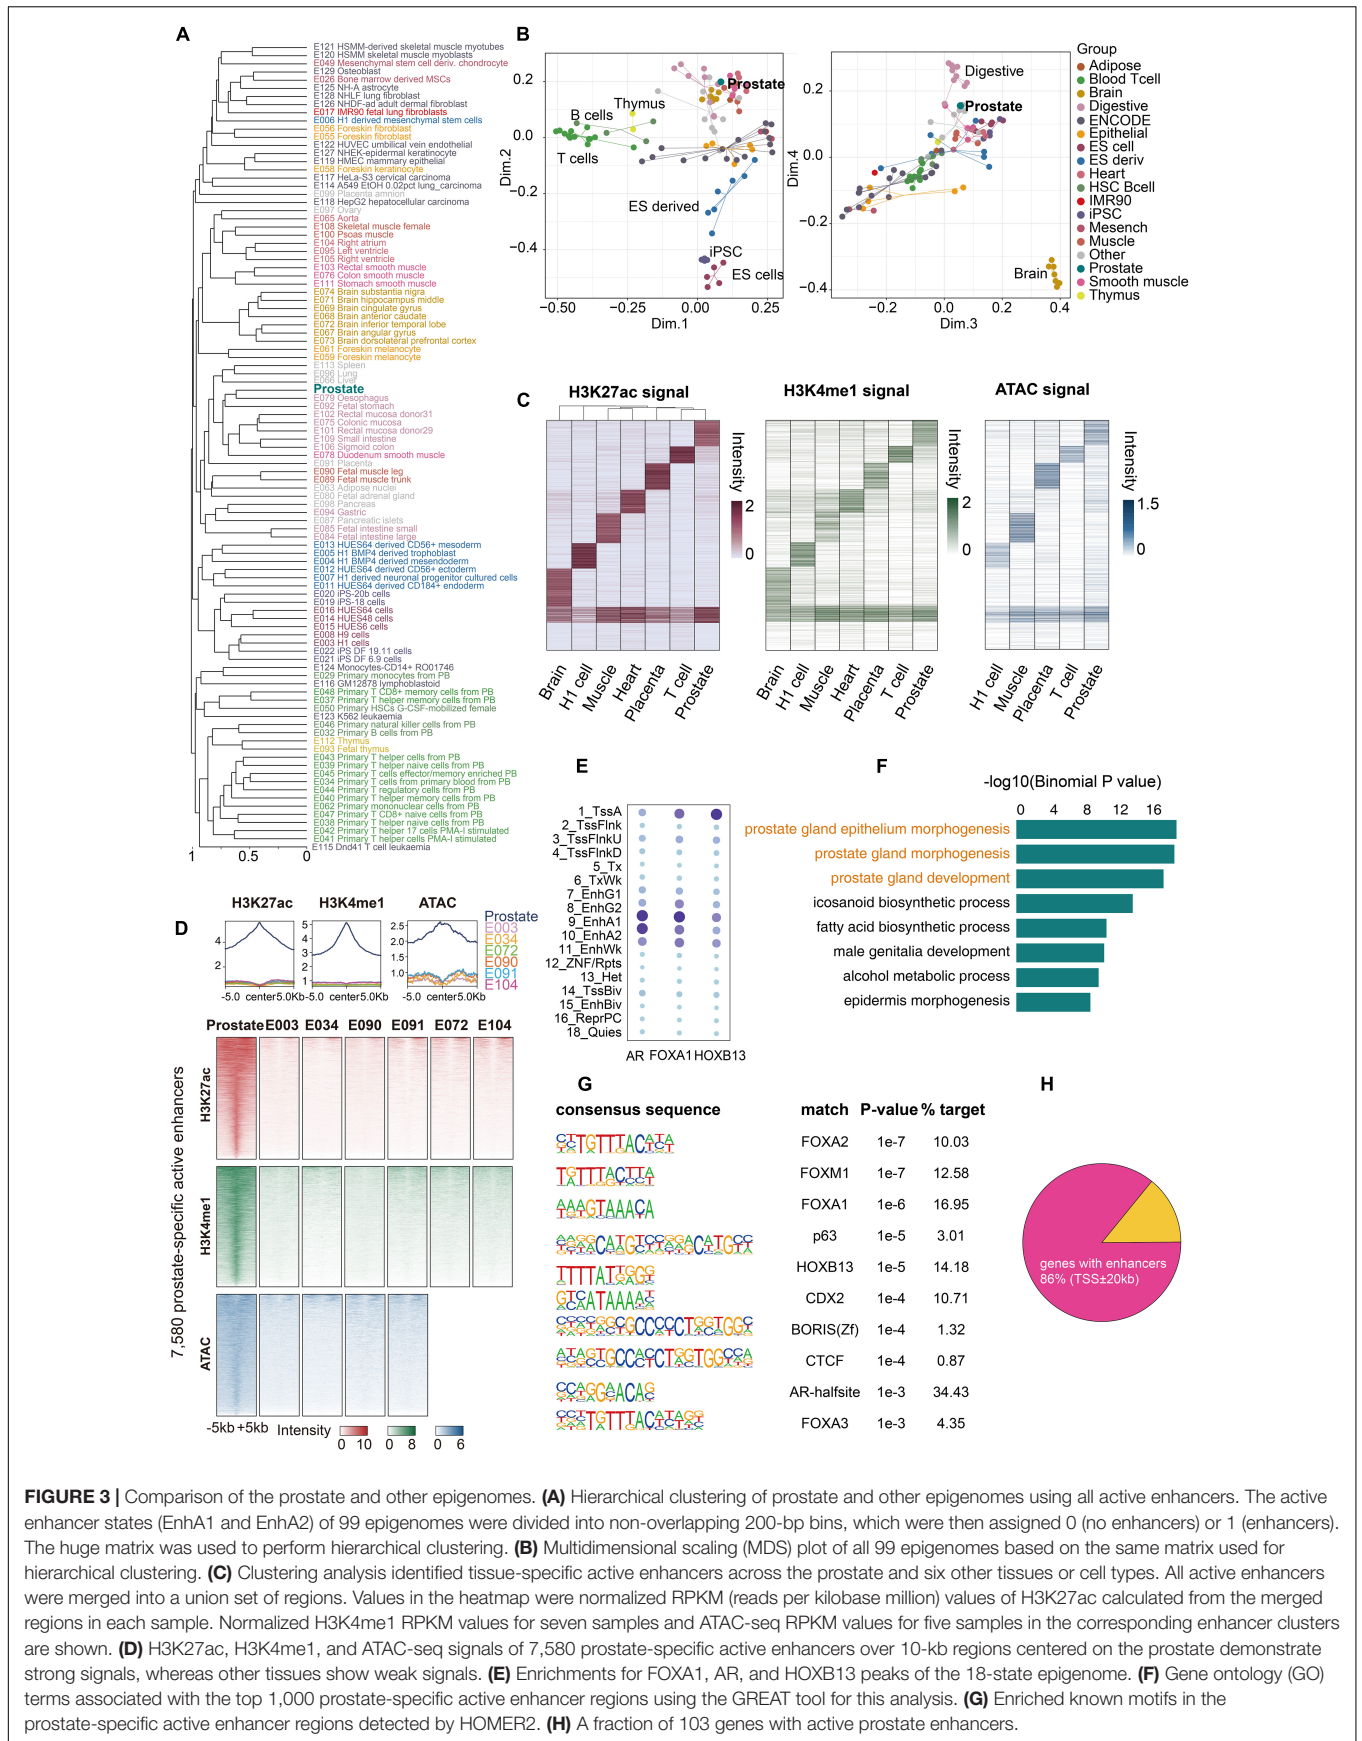 A
E121 HSMM-derived skeletal muscle myotubes
E120 HSMM skeletal muscle myoblasts
E049 Mesenchymal stem cell deriv. chondrocyte
E129 Osteoblast
E026 Bone marrow derived MSCs
E125 NH-A astrocyte
E128 NHLF lung fibroblast
E126 NHDF-ad adult dermal fibroblast
E017 IMR90 fetal lung fibroblasts
E006 H1 derived mesenchymal stem cells
E056 Foreskin fibroblast
E055 Foreskin fibroblast
E122 HUVEC umbilical vein endothelial
E127 NHEK-epidermal keratinocyte
E119 HMEC mammary epithelial
E058 Foreskin keratinocyte
E117 HeLa-S3 cervical carcinoma
E114 A549 EtOH 0.02pct lung_carcinoma
E099 Placenta amnion
E118 HepG2 hepatocellular carcinoma
E097 Ovary
E065 Aorta
E108 Skeletal muscle female
E100 Psoas muscle
E104 Right atrium
E095 Left ventricle
E105 Right ventricle
E103 Rectal smooth muscle
E076 Colon smooth muscle
E111 Stomach smooth muscle
E074 Brain substantia nigra
E071 Brain hippocampus middle
E069 Brain cingulate gyrus
E068 Brain anterior caudate
E072 Brain inferior temporal lobe
E067 Brain angular gyrus
E073 Brain dorsolateral prefrontal cortex
E061 Foreskin melanocyte
E059 Foreskin melanocyte
E113 Spleen
E096 Lung
E066 Liver
Prostate
E079 Oesophagus
E092 Fetal stomach
E102 Rectal mucosa donor31
E075 Colonic mucosa
E101 Rectal mucosa donor29
E109 Small intestine
E106 Sigmoid colon
E078 Duodenum smooth muscle
E091 Placenta
E090 Fetal muscle leg
E089 Fetal muscle trunk
E063 Adipose nuclei
E080 Fetal adrenal gland
E098 Pancreas
E094 Gastric
E087 Pancreatic islets
E085 Fetal intestine small
E084 Fetal intestine large
E013 HUES64 derived CD56+ mesoderm
E005 H1 BMP4 derived trophoblast
E004 H1 BMP4 derived mesendoderm
E012 HUES64 derived CD56+ ectoderm
E007 H1 derived neuronal progenitor cultured cells
E011 HUES64 derived CD184+ endoderm
E020 iPS-20b cells
E019 iPS-18 cells
E016 HUES64 cells
E014 HUES48 cells
E015 HUES6 cells
E008 H9 cells
E003 H1 cells
E022 iPS DF 19.11 cells
E021 iPS DF 6.9 cells
E124 Monocytes-CD14+ RO01746
E029 Primary monocytes from PB
E116 GM12878 lymphoblastoid
E048 Primary T CD8+ memory cells from PB
E037 Primary T helper memory cells from PB
E050 Primary HSCs G-CSF-mobilized female
E123 K562 leukaemia
E046 Primary natural killer cells from PB
E032 Primary B cells from PB
E112 Thymus
E093 Fetal thymus
E043 Primary T helper cells from PB
E039 Primary T helper naive cells from PB
E045 Primary T cells effector/memory enriched PB
E034 Primary T cells from primary blood from PB
E044 Primary T regulatory cells from PB
E040 Primary T helper memory cells from PB
E062 Primary mononuclear cells from PB
E047 Primary T CD8+ naive cells from PB
E038 Primary T helper naive cells from PB
E042 Primary T helper 17 cells PMA-I stimulated
E041 Primary T helper cells PMA-I stimulated
E115 Dnd41 T cell leukaemia
1 0.5 0
B
0.2
0.0
−0.2
−0.4
Dim.2
−0.50 −0.25 0.00 0.25
Dim.1
Prostate
Thymus
B cells
T cells
ES derived
iPSC
ES cells
0.2
0.0
−0.2
−0.4
Dim.4
−0.2 0.0 0.2 0.4
Dim.3
Digestive
Prostate
Brain
Group
Adipose
Blood Tcell
Brain
Digestive
ENCODE
Epithelial
ES cell
ES deriv
Heart
HSC Bcell
IMR90
iPSC
Mesench
Muscle
Other
Prostate
Smooth muscle
Thymus
C
H3K27ac signal
Intensity
2
0
Brain
H1 cell
Muscle
Heart
Placenta
T cell
Prostate
H3K4me1 signal
Intensity
2
0
Brain
H1 cell
Muscle
Heart
Placenta
T cell
Prostate
ATAC signal
Intensity
1.5
0
H1 cell
Muscle
Placenta
T cell
Prostate
D
H3K27ac H3K4me1 ATAC
4
2
-5.0 center 5.0Kb
5
4
3
2
1
-5.0 center 5.0Kb
2.5
2.0
1.5
1.0
-5.0 center 5.0Kb
Prostate
E003
E034
E072
E090
E091
E104
Prostate E003 E034 E090 E091 E072 E104
7,580 prostate-specific active enhancers
H3K27ac
H3K4me1
ATAC
-5kb +5kb Intensity
0 10 0 8 0 6
E
1_TssA
2_TssFlnk
3_TssFlnkU
4_TssFlnkD
5_Tx
6_TxWk
7_EnhG1
8_EnhG2
9_EnhA1
10_EnhA2
11_EnhWk
12_ZNF/Rpts
13_Het
14_TssBiv
15_EnhBiv
16_ReprPC
18_Quies
AR FOXA1 HOXB13
F
-log10(Binomial P value)
0 4 8 12 16
prostate gland epithelium morphogenesis
prostate gland morphogenesis
prostate gland development
icosanoid biosynthetic process
fatty acid biosynthetic process
male genitalia development
alcohol metabolic process
epidermis morphogenesis
G
consensus sequence match P-value % target
FOXA2 1e-7 10.03
FOXM1 1e-7 12.58
FOXA1 1e-6 16.95
p63 1e-5 3.01
HOXB13 1e-5 14.18
CDX2 1e-4 10.71
BORIS(Zf) 1e-4 1.32
CTCF 1e-4 0.87
AR-halfsite 1e-3 34.43
FOXA3 1e-3 4.35
H
genes with enhancers
86% (TSS±20kb)
FIGURE 3 | Comparison of the prostate and other epigenomes. (A) Hierarchical clustering of prostate and other epigenomes using all active enhancers. The active
enhancer states (EnhA1 and EnhA2) of 99 epigenomes were divided into non-overlapping 200-bp bins, which were then assigned 0 (no enhancers) or 1 (enhancers).
The huge matrix was used to perform hierarchical clustering. (B) Multidimensional scaling (MDS) plot of all 99 epigenomes based on the same matrix used for
hierarchical clustering. (C) Clustering analysis identified tissue-specific active enhancers across the prostate and six other tissues or cell types. All active enhancers
were merged into a union set of regions. Values in the heatmap were normalized RPKM (reads per kilobase million) values of H3K27ac calculated from the merged
regions in each sample. Normalized H3K4me1 RPKM values for seven samples and ATAC-seq RPKM values for five samples in the corresponding enhancer clusters
are shown. (D) H3K27ac, H3K4me1, and ATAC-seq signals of 7,580 prostate-specific active enhancers over 10-kb regions centered on the prostate demonstrate
strong signals, whereas other tissues show weak signals. (E) Enrichments for FOXA1, AR, and HOXB13 peaks of the 18-state epigenome. (F) Gene ontology (GO)
terms associated with the top 1,000 prostate-specific active enhancer regions using the GREAT tool for this analysis. (G) Enriched known motifs in the
prostate-specific active enhancer regions detected by HOMER2. (H) A fraction of 103 genes with active prostate enhancers.